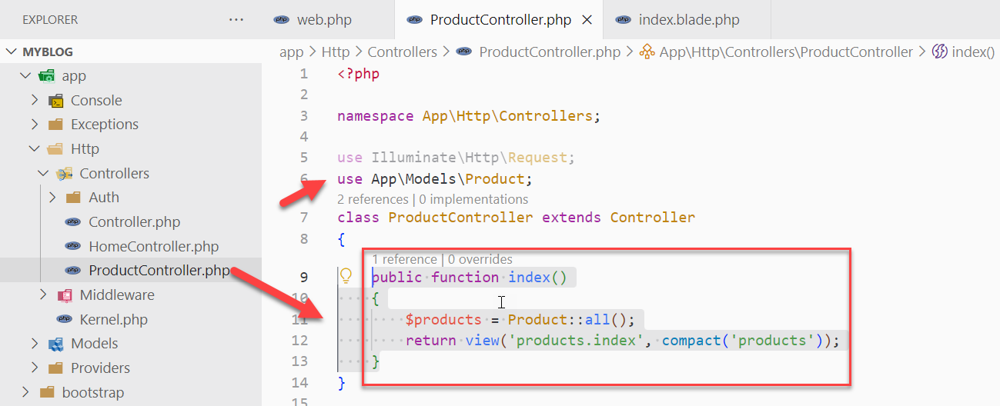 EXPLORER ···
MYBLOG
app
Console
Exceptions
Http
Controllers
Auth
Controller.php
HomeController.php
ProductController.php
Middleware
Kernel.php
Models
Providers
bootstrap
web.php ProductController.php index.blade.php
app > Http > Controllers > ProductController.php > App\Http\Controllers\ProductController > index()
1 <?php
2
3 namespace App\Http\Controllers;
4
5 use Illuminate\Http\Request;
6 use App\Models\Product;
2 references | 0 implementations
7 class ProductController extends Controller
8 {
1 reference | 0 overrides
9 public function index()
10 {
11 $products = Product::all();
12 return view('products.index', compact('products'));
13 }
14 }
15